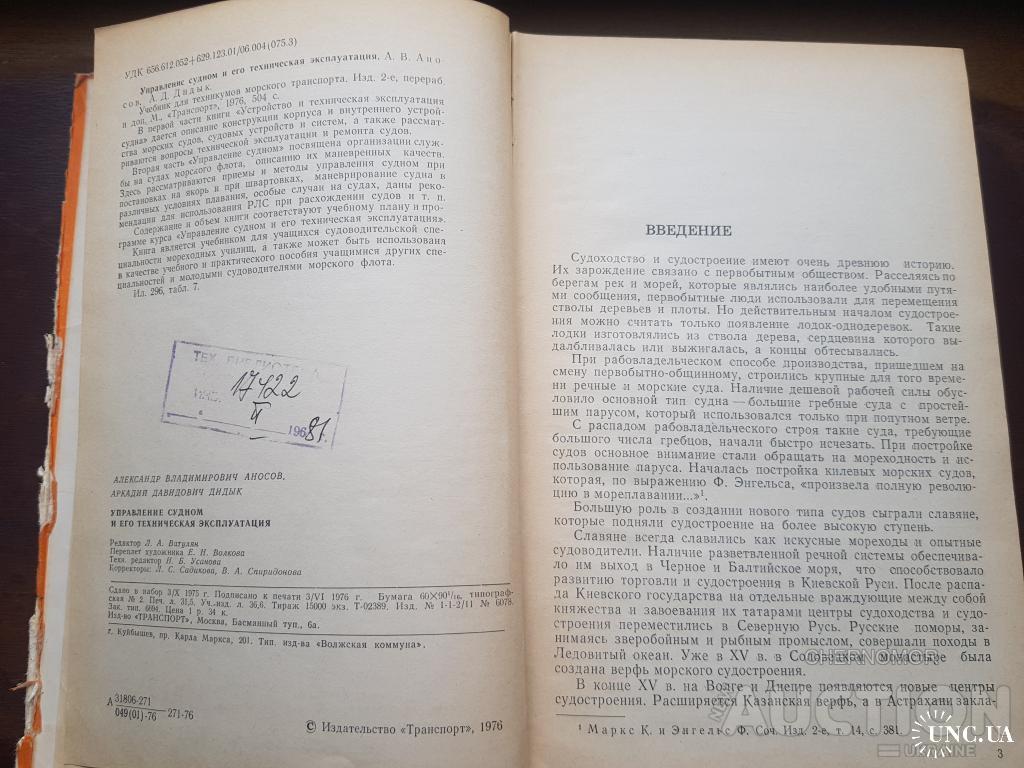 УДК 656.612.052+629.123.01/06.004(075.3)
Управление судном и его техническая эксплуатация. А. В. Ано-
сов, А. Д. Дидык.
Учебник для техникумов морского транспорта. Изд. 2-е, перераб.
и доп. М., «Транспорт», 1976, 504 с.
В первой части книги «Устройство и техническая эксплуатация
судна» дается описание конструкции корпуса и внутреннего устрой-
ства морских судов, судовых устройств и систем, а также рассмат-
риваются вопросы технической эксплуатации и ремонта судов.
Вторая часть «Управление судном» посвящена организации служ-
бы на судах морского флота, описанию их маневренных качеств.
Здесь рассматриваются приемы и методы управления судном при
постановках на якорь и при швартовках, маневрирование судна в
различных условиях плавания, особые случаи на судах, даны реко-
мендации для использования РЛС при расхождении судов и т. п.
Содержание и объем книги соответствуют учебному плану и про-
грамме курса «Управление судном и его техническая эксплуатация».
Книга является учебником для учащихся судоводительской спе-
циальности мореходных училищ, а также может быть использована
в качестве учебного и практического пособия учащимися других спе-
циальностей и молодыми судоводителями морского флота.
Ил. 296, табл. 7.
ТЕХ. БИБЛИОТЕКА
ИНВ. 17422
II
1968 81.
АЛЕКСАНДР ВЛАДИМИРОВИЧ АНОСОВ,
АРКАДИЙ ДАВИДОВИЧ ДИДЫК
УПРАВЛЕНИЕ СУДНОМ
И ЕГО ТЕХНИЧЕСКАЯ ЭКСПЛУАТАЦИЯ
Редактор Л. А. Ватулян
Переплет художника Е. Н. Волкова
Техн. редактор Н. Б. Усанова
Корректоры: Л. С. Садикова, В. А. Спиридонова
Сдано в набор 3/X 1975 г. Подписано к печати 3/VI 1976 г. Бумага 60×90¹/₁₆, типограф-
ская № 2 Печ. л. 31,5. Уч.-изд. л. 36,6. Тираж 15000 экз. Т-02389. Изд. № 1-1-2/11 № 6078.
Зак. тип. 6694. Цена 1 р. 34 к.
Изд-во «ТРАНСПОРТ», Москва, Басманный туп., 6а.
г. Куйбышев, пр. Карла Маркса, 201. Тип. изд-ва «Волжская коммуна».
А 31806-271
049(01)-76 271-76
© Издательство «Транспорт», 1976
ВВЕДЕНИЕ
Судоходство и судостроение имеют очень древнюю историю.
Их зарождение связано с первобытным обществом. Расселяясь по
берегам рек и морей, которые являлись наиболее удобными путя-
ми сообщения, первобытные люди использовали для перемещения
стволы деревьев и плоты. Но действительным началом судострое-
ния можно считать только появление лодок-однодеревок. Такие
лодки изготовлялись из ствола дерева, сердцевина которого вы-
далбливалась или выжигалась, а концы обтесывались.
При рабовладельческом способе производства, пришедшем на
смену первобытно-общинному, строились крупные для того време-
ни речные и морские суда. Наличие дешевой рабочей силы обус-
ловило основной тип судна — большие гребные суда с простей-
шим парусом, который использовался только при попутном ветре.
С распадом рабовладельческого строя такие суда, требующие
большого числа гребцов, начали быстро исчезать. При постройке
судов основное внимание стали обращать на мореходность и ис-
пользование паруса. Началась постройка килевых морских судов,
которая, по выражению Ф. Энгельса, «произвела полную револю-
цию в мореплавании...»¹.
Большую роль в создании нового типа судов сыграли славяне,
которые подняли судостроение на более высокую ступень.
Славяне всегда славились как искусные мореходы и опытные
судоводители. Наличие разветвленной речной системы обеспечива-
ло им выход в Черное и Балтийское моря, что способствовало
развитию торговли и судостроения в Киевской Руси. После распа-
да Киевского государства на отдельные враждующие между собой
княжества и завоевания их татарами центры судоходства и судо-
строения переместились в Северную Русь. Русские поморы, за-
нимаясь зверобойным и рыбным промыслом, совершали походы в
Ледовитый океан. Уже в XV в. в Соловецком монастыре была
создана верфь морского судостроения.
В конце XV в. на Волге и Днепре появляются новые центры
судостроения. Расширяется Казанская верфь, а в Астрахани закла-
¹ Маркс К. и Энгельс Ф. Соч. Изд. 2-е, т. 14, с. 381.
3
CHERNOMOR
AUCTION
UKRAINE
UNC.UA